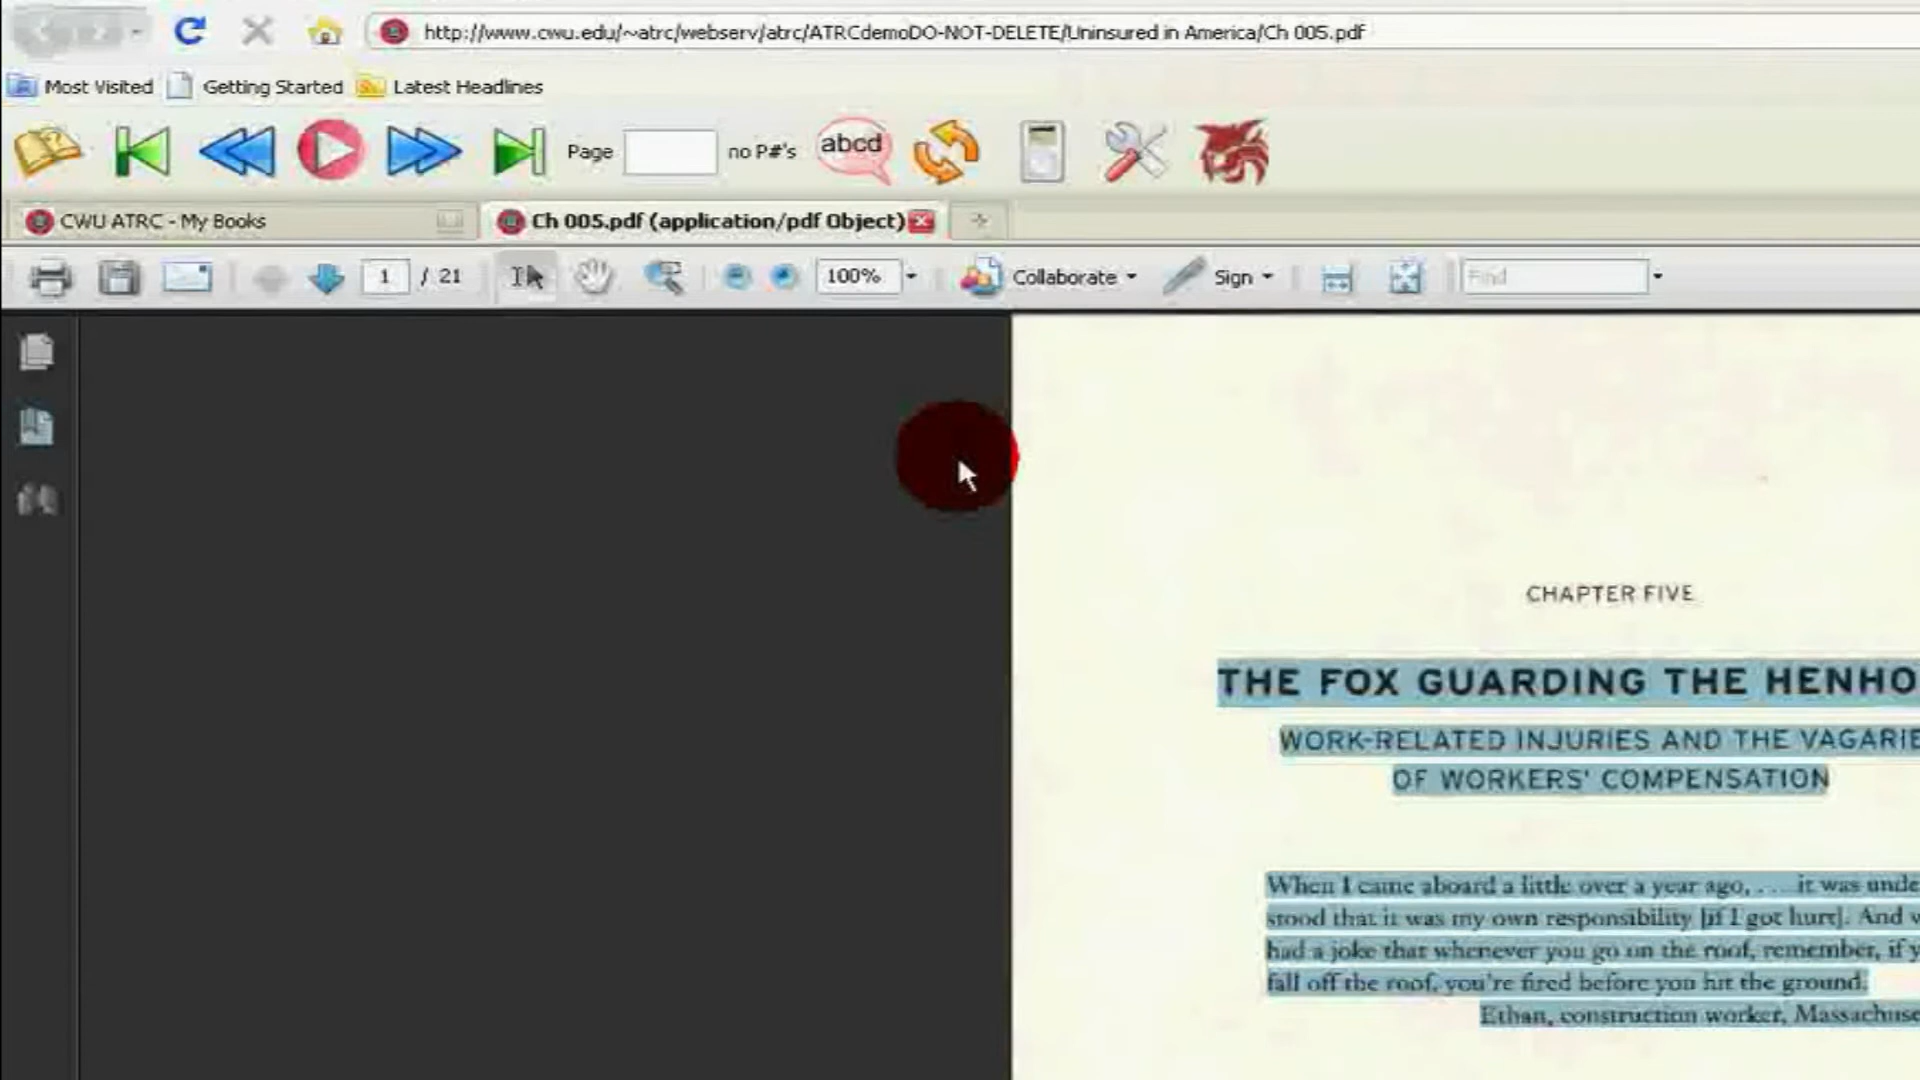 http://www.cwu.edu/~atrc/webserv/atrc/ATRCdemoDO-NOT-DELETE/Uninsured in America/Ch 005.pdf
Most Visited Getting Started Latest Headlines
Page no P#'s abcd
CWU ATRC - My Books Ch 005.pdf (application/pdf Object)
1 / 21 100% Collaborate Sign Find
CHAPTER FIVE
THE FOX GUARDING THE HENHO
WORK-RELATED INJURIES AND THE VAGARIE
OF WORKERS' COMPENSATION
When I came aboard a little over a year ago, . . . it was unde
stood that it was my own responsibility [if I got hurt]. And w
had a joke that whenever you go on the roof, remember, if y
fall off the roof, you're fired before you hit the ground.
Ethan, construction worker, Massachuse